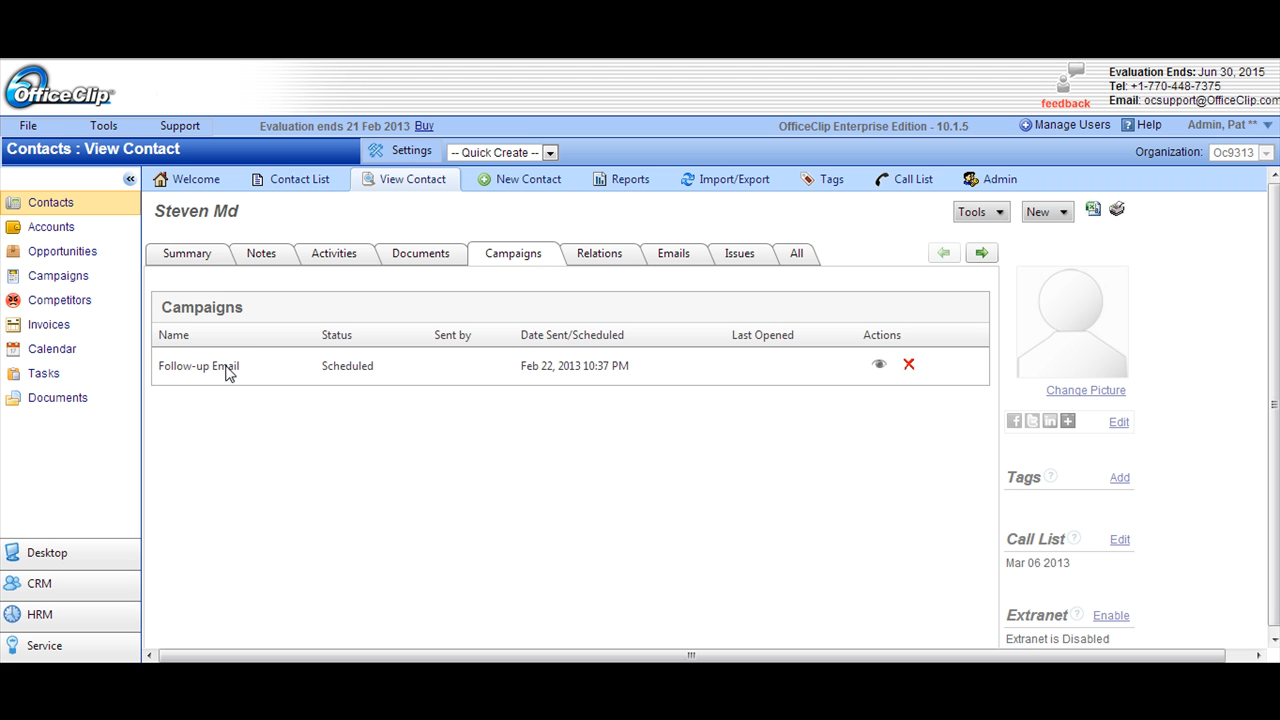 OfficeClip
feedback
Evaluation Ends: Jun 30, 2015
Tel: +1-770-448-7375
Email: ocsupport@OfficeClip.com
File Tools Support Evaluation ends 21 Feb 2013 Buy OfficeClip Enterprise Edition - 10.1.5 Manage Users Help Admin, Pat **
Contacts : View Contact Settings -- Quick Create -- Organization: Oc9313
Welcome Contact List View Contact New Contact Reports Import/Export Tags Call List Admin
Contacts
Accounts
Opportunities
Campaigns
Competitors
Invoices
Calendar
Tasks
Documents
Desktop
CRM
HRM
Service
Steven Md Tools New
Summary Notes Activities Documents Campaigns Relations Emails Issues All
Campaigns
Name Status Sent by Date Sent/Scheduled Last Opened Actions
Follow-up Email Scheduled Feb 22, 2013 10:37 PM
Change Picture
Edit
Tags ? Add
Call List ? Edit
Mar 06 2013
Extranet ? Enable
Extranet is Disabled